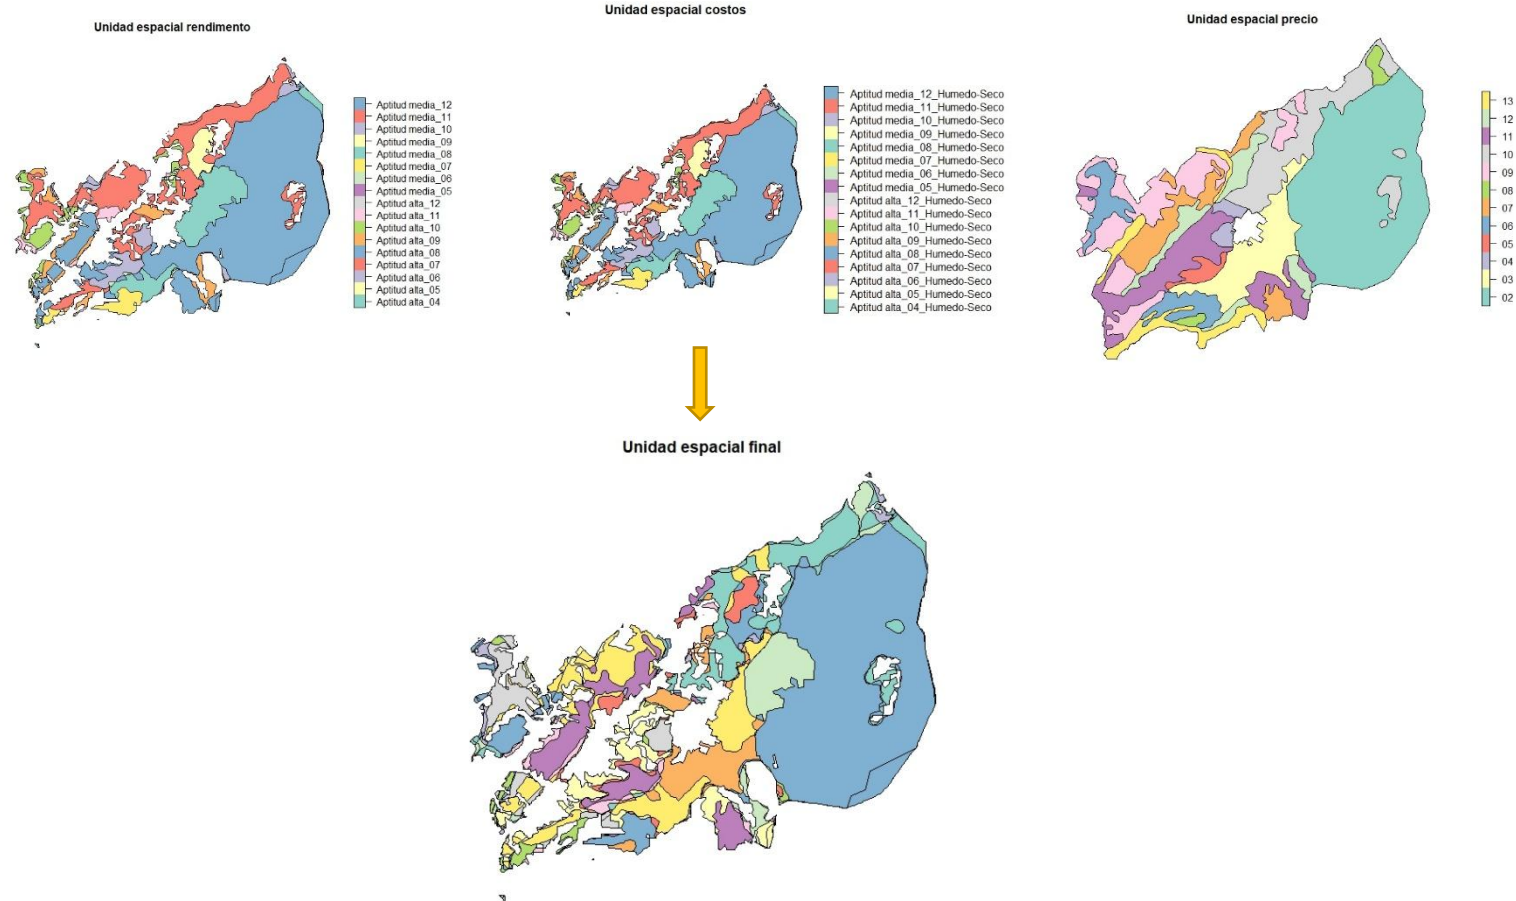 Unidad espacial rendimento
Aptitud media_12
Aptitud media_11
Aptitud media_10
Aptitud media_09
Aptitud media_08
Aptitud media_07
Aptitud media_06
Aptitud media_05
Aptitud alta_12
Aptitud alta_11
Aptitud alta_10
Aptitud alta_09
Aptitud alta_08
Aptitud alta_07
Aptitud alta_06
Aptitud alta_05
Aptitud alta_04
Unidad espacial costos
Aptitud media_12_Humedo-Seco
Aptitud media_11_Humedo-Seco
Aptitud media_10_Humedo-Seco
Aptitud media_09_Humedo-Seco
Aptitud media_08_Humedo-Seco
Aptitud media_07_Humedo-Seco
Aptitud media_06_Humedo-Seco
Aptitud media_05_Humedo-Seco
Aptitud alta_12_Humedo-Seco
Aptitud alta_11_Humedo-Seco
Aptitud alta_10_Humedo-Seco
Aptitud alta_09_Humedo-Seco
Aptitud alta_08_Humedo-Seco
Aptitud alta_07_Humedo-Seco
Aptitud alta_06_Humedo-Seco
Aptitud alta_05_Humedo-Seco
Aptitud alta_04_Humedo-Seco
Unidad espacial precio
13
12
11
10
09
08
07
06
05
04
03
02
Unidad espacial final